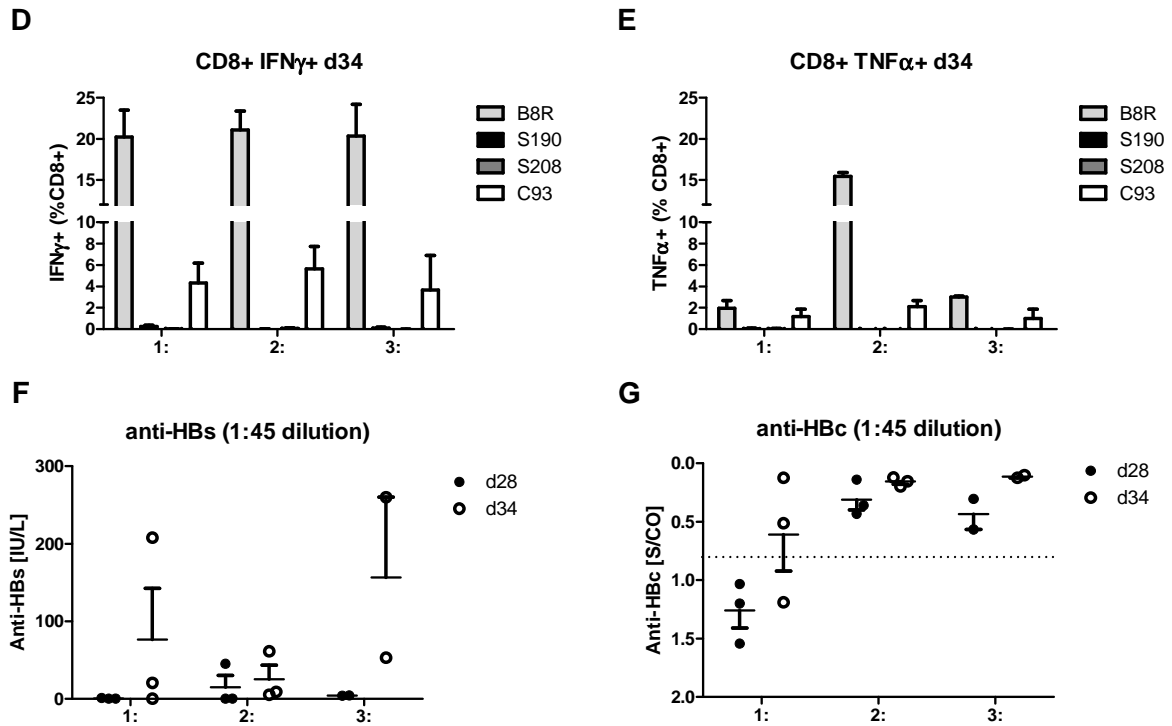 D
CD8+ IFNγ+ d34
IFNγ+ (%CD8+)
25
20
15
10
8
6
4
2
0
1:
2:
3:
B8R
S190
S208
C93
E
CD8+ TNFα+ d34
TNFα+ (% CD8+)
25
20
15
10
8
6
4
2
0
1:
2:
3:
B8R
S190
S208
C93
F
anti-HBs (1:45 dilution)
Anti-HBs [IU/L]
300
200
100
0
1:
2:
3:
d28
d34
G
anti-HBc (1:45 dilution)
Anti-HBc [S/CO]
0.0
0.5
1.0
1.5
2.0
1:
2:
3:
d28
d34